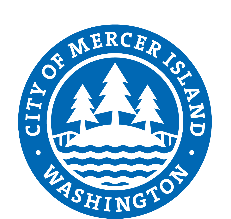 CITY OF MERCER ISLAND
WASHINGTON